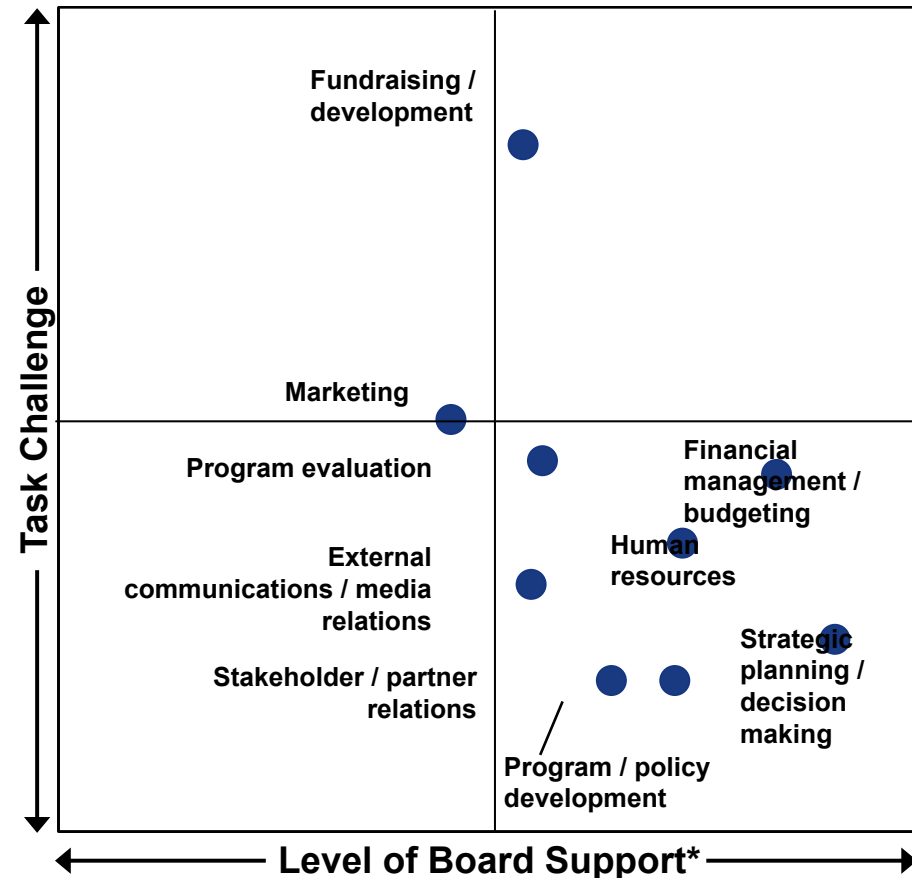 Fundraising /
development
Task Challenge
Marketing
Program evaluation
Financial
management /
budgeting
Human
resources
External
communications / media
relations
Strategic
planning /
decision
making
Stakeholder / partner
relations
Program / policy
development
Level of Board Support*